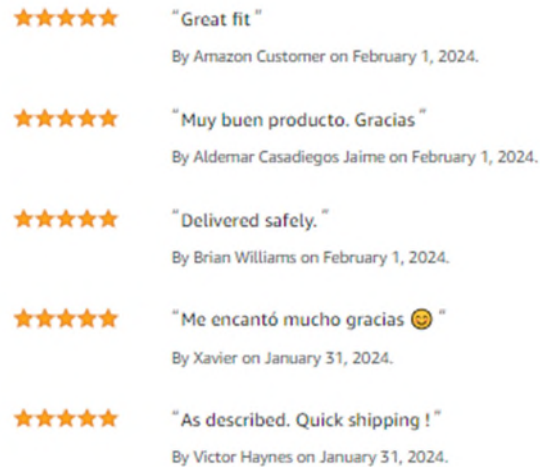 “Great fit”
By Amazon Customer on February 1, 2024.
“Muy buen producto. Gracias”
By Aldemar Casadiegos Jaime on February 1, 2024.
“Delivered safely.”
By Brian Williams on February 1, 2024.
“Me encantó mucho gracias 😊”
By Xavier on January 31, 2024.
“As described. Quick shipping !”
By Victor Haynes on January 31, 2024.